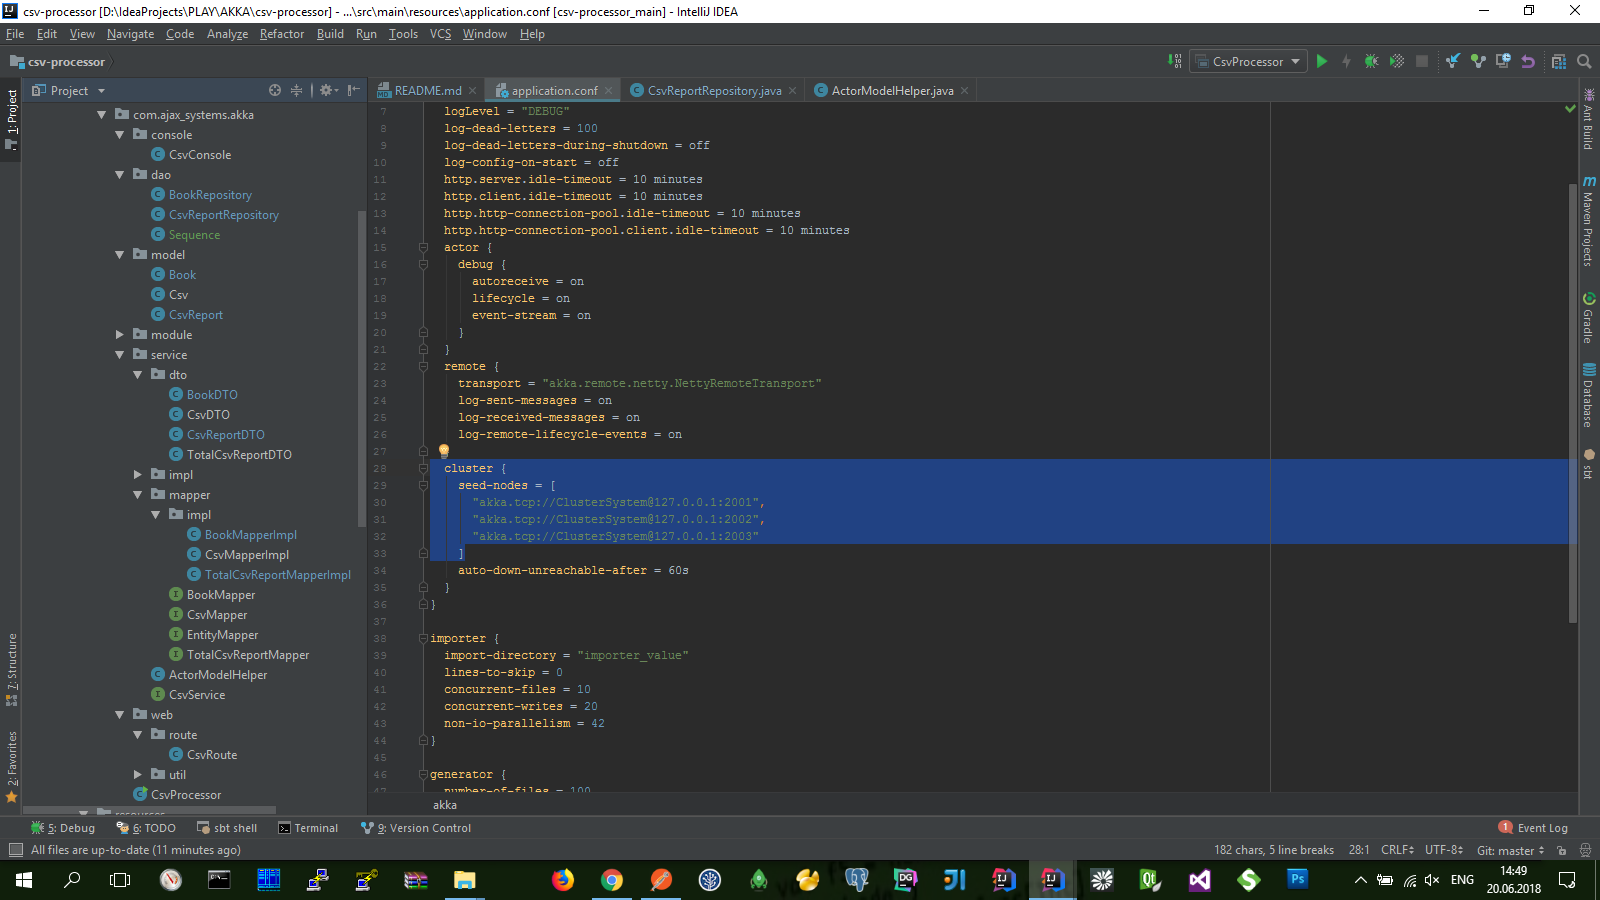 csv-processor [D:\IdeaProjects\PLAY\AKKA\csv-processor] - ...\src\main\resources\application.conf [csv-processor_main] - IntelliJ IDEA
File Edit View Navigate Code Analyze Refactor Build Run Tools VCS Window Help
csv-processor
CsvProcessor
Project
README.md
application.conf
CsvReportRepository.java
ActorModelHelper.java
1: Project
7: Structure
2: Favorites
com.ajax_systems.akka
console
CsvConsole
dao
BookRepository
CsvReportRepository
Sequence
model
Book
Csv
CsvReport
module
service
dto
BookDTO
CsvDTO
CsvReportDTO
TotalCsvReportDTO
impl
mapper
impl
BookMapperImpl
CsvMapperImpl
TotalCsvReportMapperImpl
BookMapper
CsvMapper
EntityMapper
TotalCsvReportMapper
ActorModelHelper
CsvService
web
route
CsvRoute
util
CsvProcessor
resources
7 logLevel = "DEBUG"
8 log-dead-letters = 100
9 log-dead-letters-during-shutdown = off
10 log-config-on-start = off
11 http.server.idle-timeout = 10 minutes
12 http.client.idle-timeout = 10 minutes
13 http.http-connection-pool.idle-timeout = 10 minutes
14 http.http-connection-pool.client.idle-timeout = 10 minutes
15 actor {
16 debug {
17 autoreceive = on
18 lifecycle = on
19 event-stream = on
20 }
21 }
22 remote {
23 transport = "akka.remote.netty.NettyRemoteTransport"
24 log-sent-messages = on
25 log-received-messages = on
26 log-remote-lifecycle-events = on
27
28 cluster {
29 seed-nodes = [
30 "akka.tcp://ClusterSystem@127.0.0.1:2001",
31 "akka.tcp://ClusterSystem@127.0.0.1:2002",
32 "akka.tcp://ClusterSystem@127.0.0.1:2003"
33 ]
34 auto-down-unreachable-after = 60s
35 }
36 }
37
38 importer {
39 import-directory = "importer_value"
40 lines-to-skip = 0
41 concurrent-files = 10
42 concurrent-writes = 20
43 non-io-parallelism = 42
44 }
45
46 generator {
47 number-of-files = 100
akka
Ant Build
Maven Projects
Gradle
Database
sbt
5: Debug
6: TODO
sbt shell
Terminal
9: Version Control
1 Event Log
All files are up-to-date (11 minutes ago)
182 chars, 5 line breaks 28:1 CRLF UTF-8 Git: master
ENG
14:49
20.06.2018